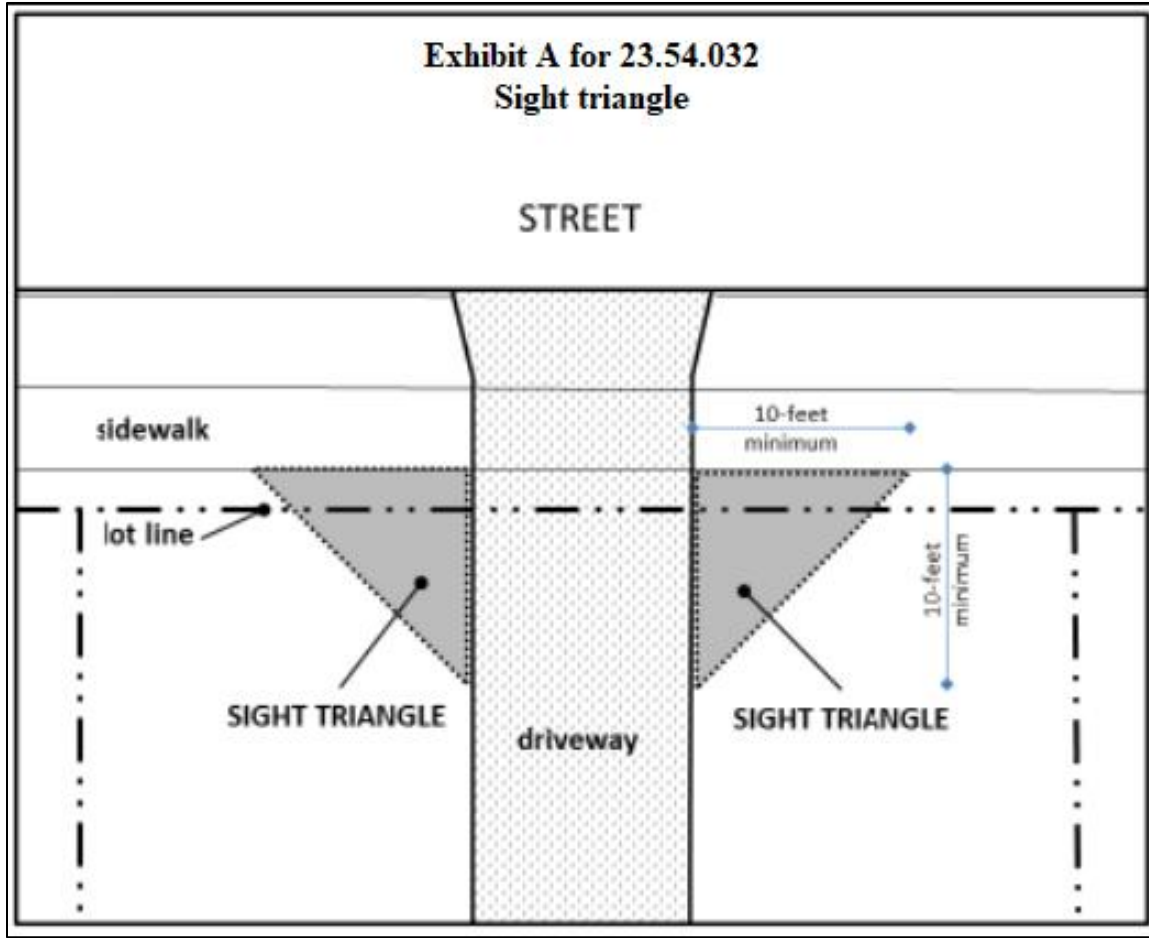 Exhibit A for 23.54.032
Sight triangle
STREET
sidewalk
10-feet
minimum
lot line
10-feet
minimum
SIGHT TRIANGLE
SIGHT TRIANGLE
driveway